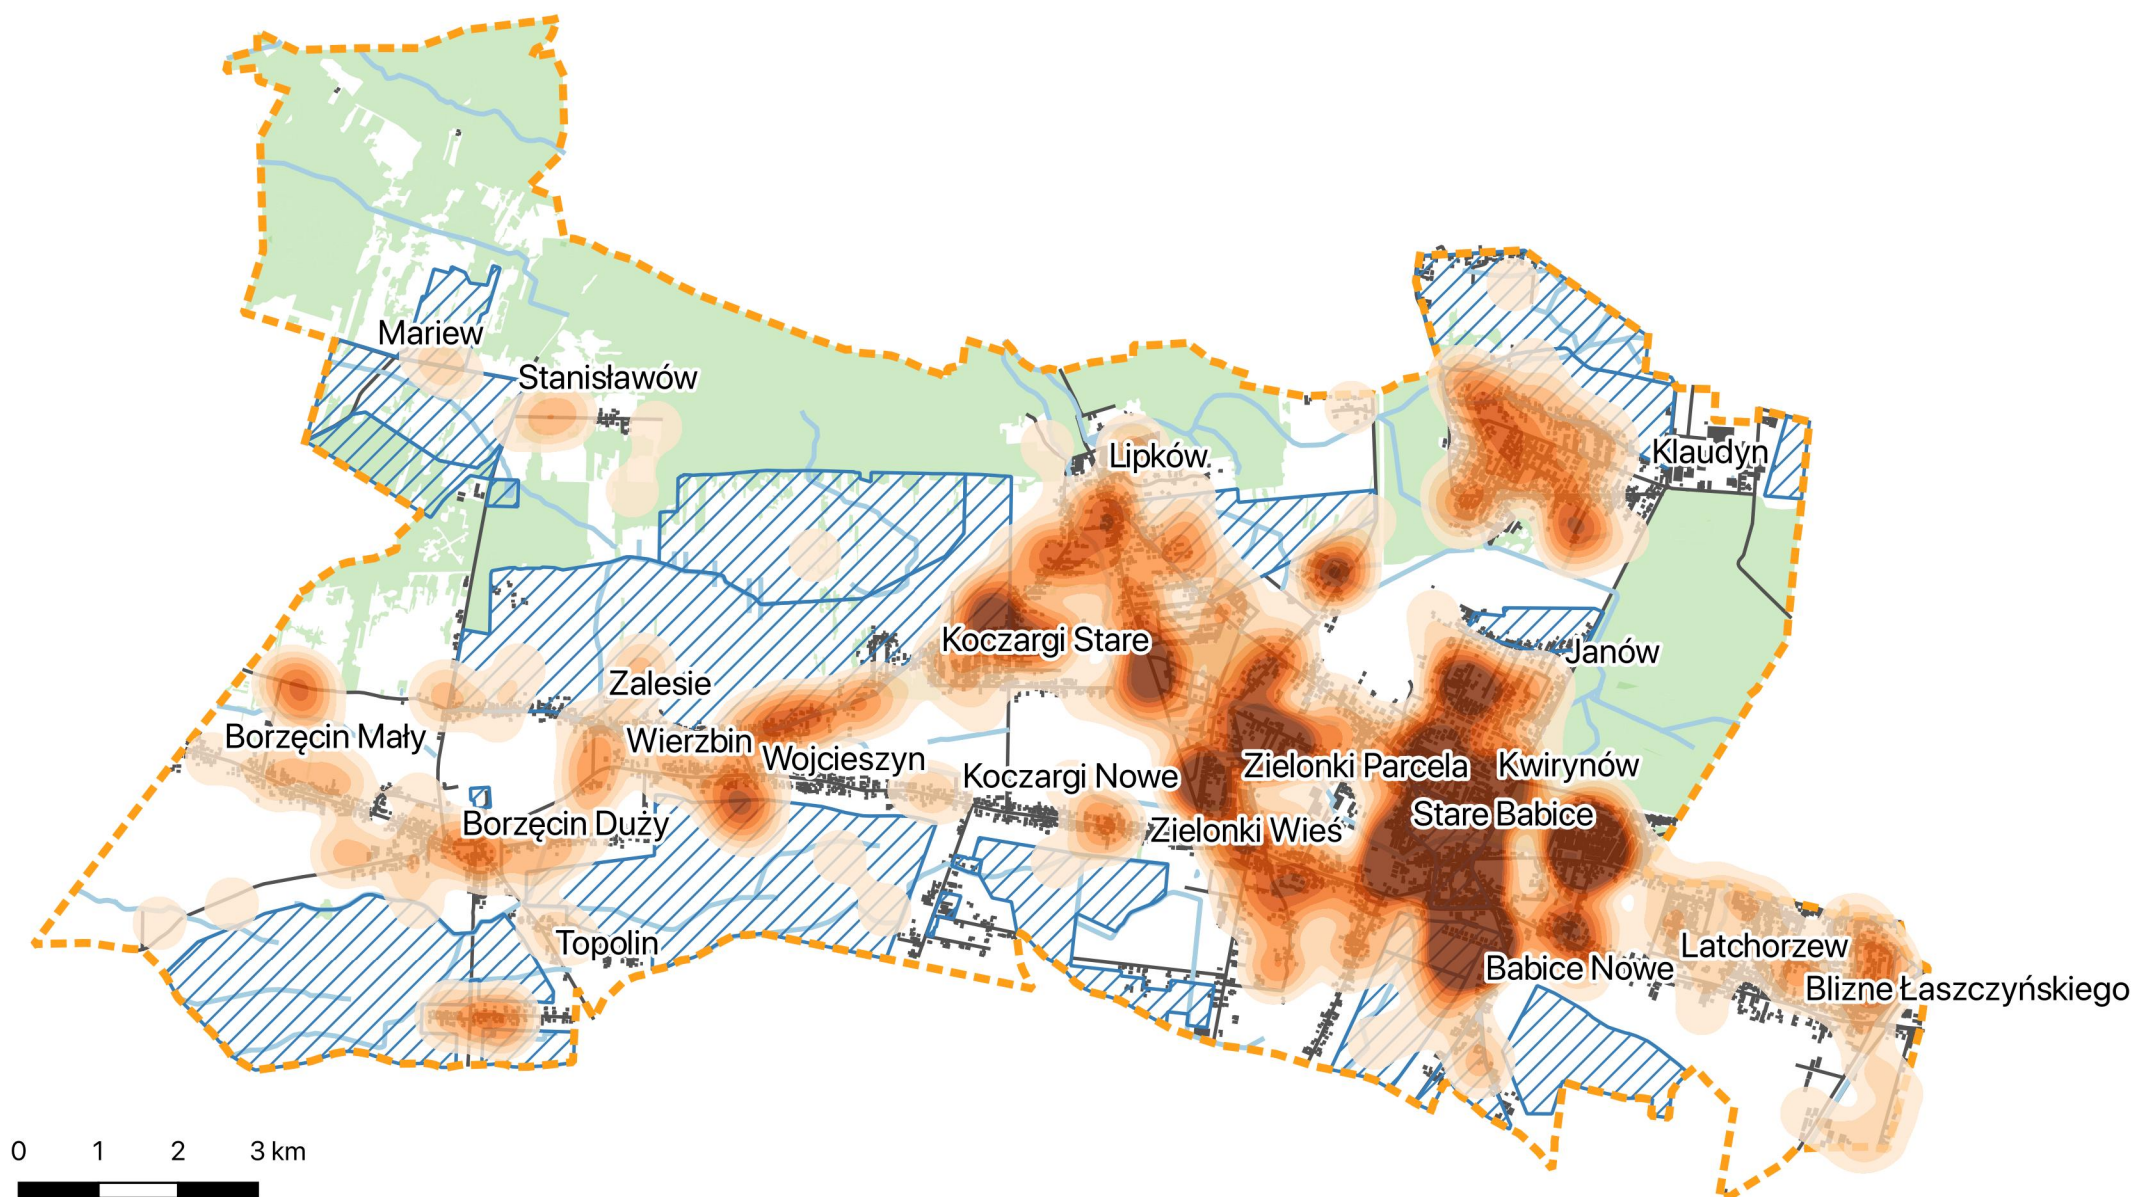 Mariew
Stanisławów
Lipków
Klaudyn
Koczargi Stare
Janów
Zalesie
Borzęcin Mały
Wierzbin
Wojcieszyn
Koczargi Nowe
Zielonki Parcela
Kwirynów
Stare Babice
Borzęcin Duży
Zielonki Wieś
Topolin
Latchorzew
Babice Nowe
Blizne Łaszczyńskiego
0 1 2 3 km